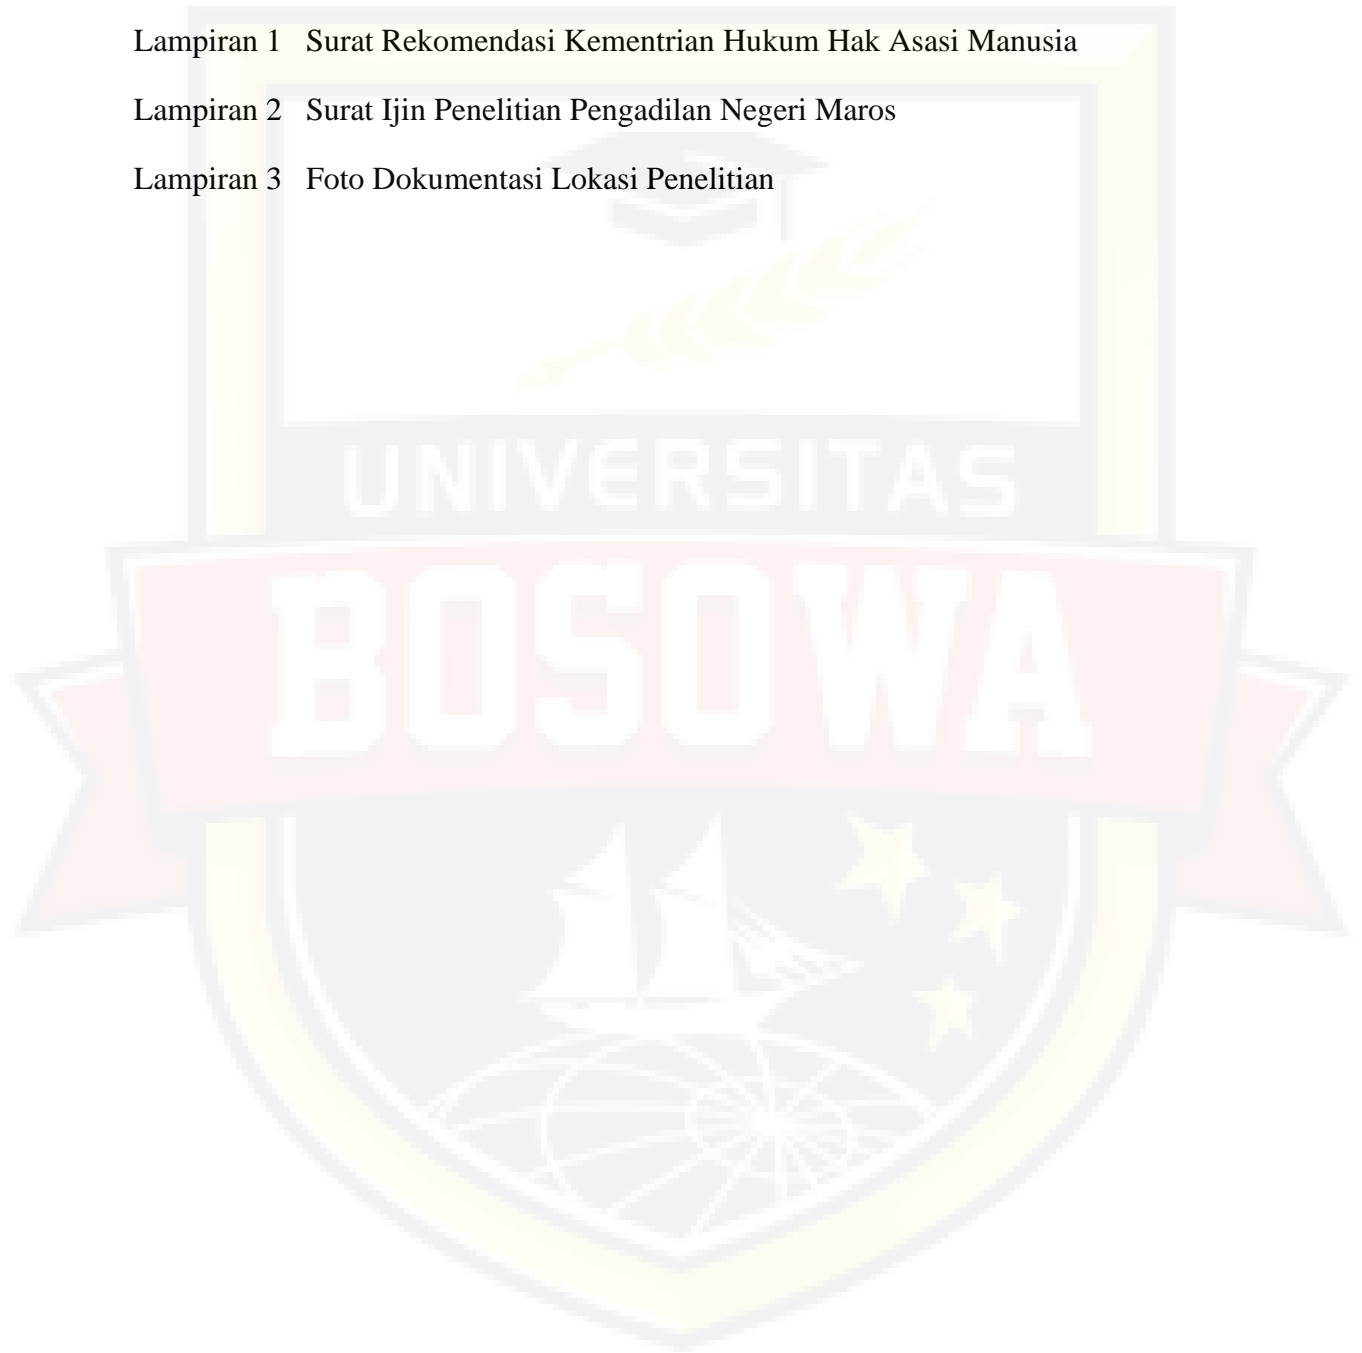 Lampiran 1 Surat Rekomendasi Kementrian Hukum Hak Asasi Manusia
Lampiran 2 Surat Ijin Penelitian Pengadilan Negeri Maros
Lampiran 3 Foto Dokumentasi Lokasi Penelitian
UNIVERSITAS
BOSOWA